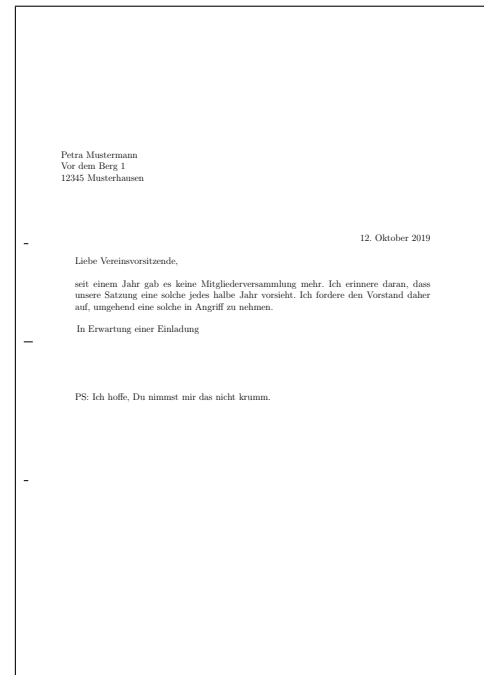 Petra Mustermann
Vor dem Berg 1
12345 Musterhausen
12. Oktober 2019
Liebe Vereinsvorsitzende,
seit einem Jahr gab es keine Mitgliederversammlung mehr. Ich erinnere daran, dass
unsere Satzung eine solche jedes halbe Jahr vorsieht. Ich fordere den Vorstand daher
auf, umgehend eine solche in Angriff zu nehmen.
In Erwartung einer Einladung
PS: Ich hoffe, Du nimmst mir das nicht krumm.